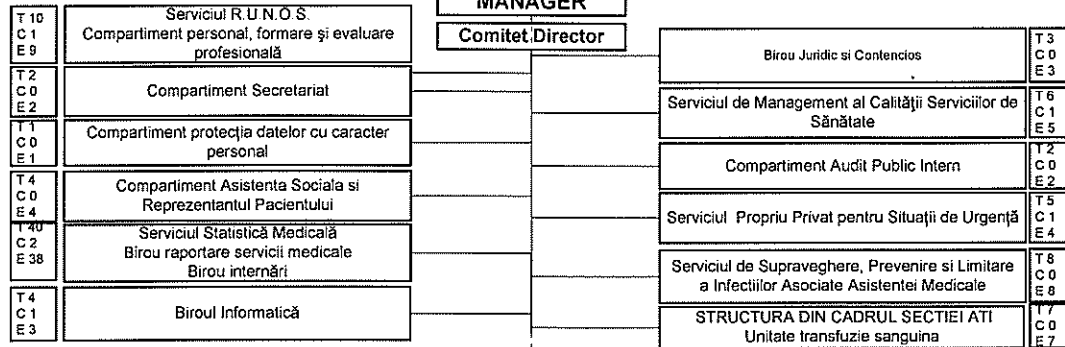 MANAGER
Comitet Director
T 10
C 1
E 9
Serviciul R.U.N.O.S.
Compartiment personal, formare şi evaluare
profesională
T 2
C 0
E 2
Compartiment Secretariat
T 1
C 0
E 1
Compartiment protecţia datelor cu caracter
personal
T 4
C 0
E 4
Compartiment Asistenta Sociala si
Reprezentantul Pacientului
T 40
C 2
E 38
Serviciul Statistică Medicală
Birou raportare servicii medicale
Birou internări
T 4
C 1
E 3
Biroul Informatică
Birou Juridic si Contencios
T 3
C 0
E 3
Serviciul de Management al Calităţii Serviciilor de
Sănătate
T 6
C 1
E 5
Compartiment Audit Public Intern
T 2
C 0
E 2
Serviciul Propriu Privat pentru Situaţii de Urgenţă
T 5
C 1
E 4
Serviciul de Supraveghere, Prevenire si Limitare
a Infectiilor Asociate Asistentei Medicale
T 8
C 0
E 8
STRUCTURA DIN CADRUL SECTIEI ATI
Unitate transfuzie sanguina
T 7
C 0
E 7